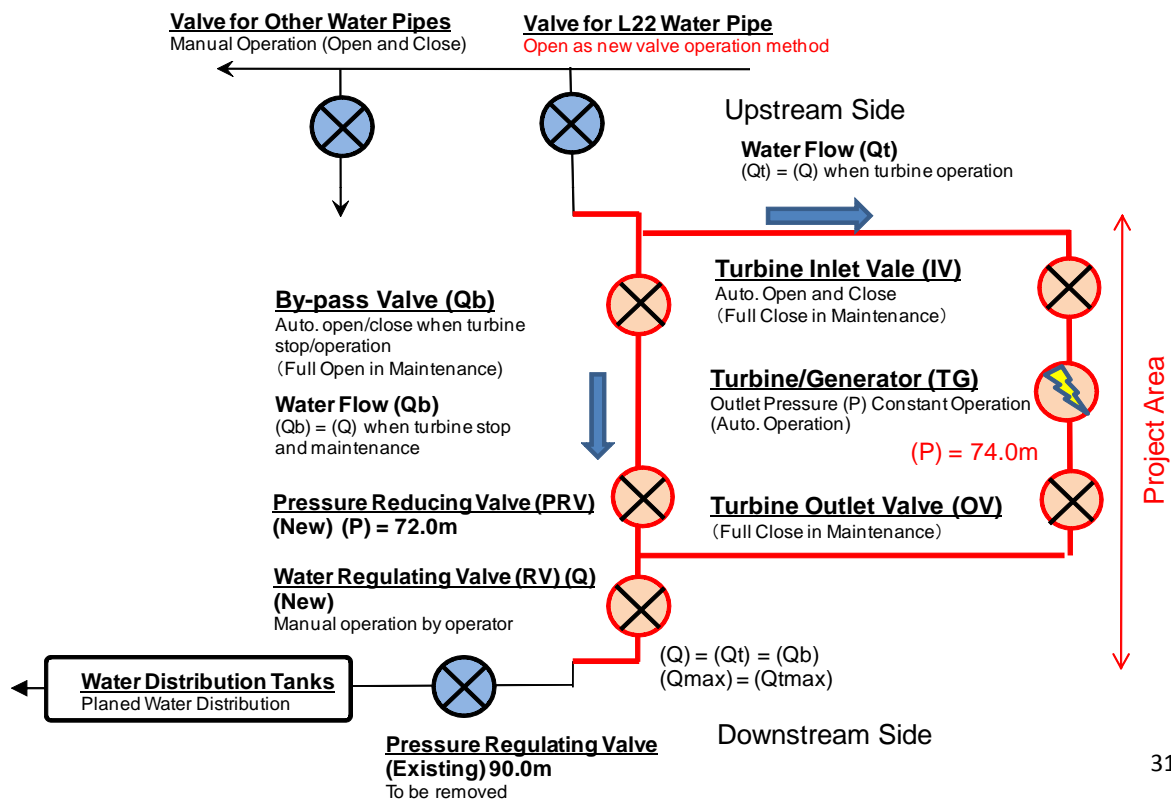 Valve for Other Water Pipes
Manual Operation (Open and Close)
Valve for L22 Water Pipe
Open as new valve operation method
Upstream Side
Water Flow (Qt)
(Qt) = (Q) when turbine operation
By-pass Valve (Qb)
Auto. open/close when turbine
stop/operation
(Full Open in Maintenance)
Water Flow (Qb)
(Qb) = (Q) when turbine stop
and maintenance
Pressure Reducing Valve (PRV)
(New) (P) = 72.0m
Water Regulating Valve (RV) (Q)
(New)
Manual operation by operator
Turbine Inlet Vale (IV)
Auto. Open and Close
(Full Close in Maintenance)
Turbine/Generator (TG)
Outlet Pressure (P) Constant Operation
(Auto. Operation)
(P) = 74.0m
Turbine Outlet Valve (OV)
(Full Close in Maintenance)
Project Area
(Q) = (Qt) = (Qb)
(Qmax) = (Qtmax)
Water Distribution Tanks
Planed Water Distribution
Pressure Regulating Valve
(Existing) 90.0m
To be removed
Downstream Side
31